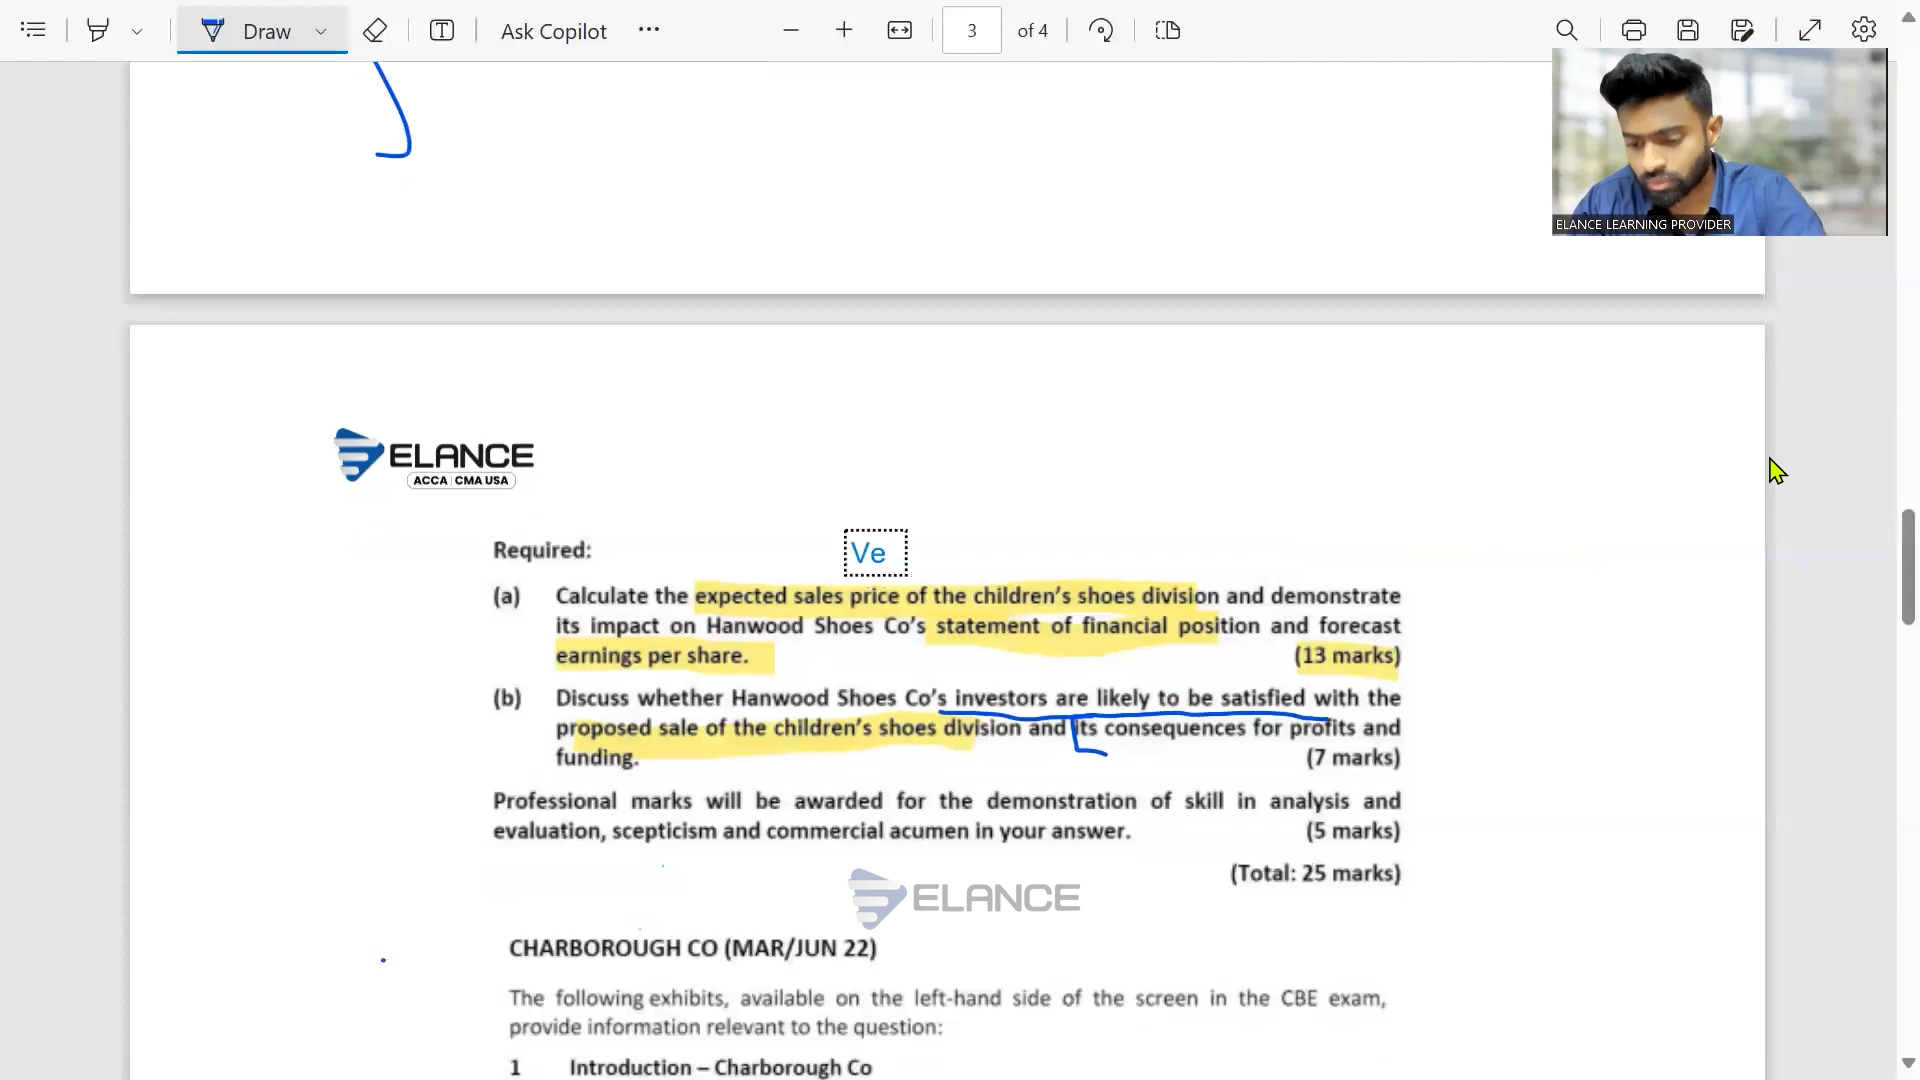 Draw
Ask Copilot
3 of 4
ELANCE LEARNING PROVIDER
ELANCE
ACCA | CMA USA
Required:
Ve
(a) Calculate the expected sales price of the children's shoes division and demonstrate
its impact on Hanwood Shoes Co's statement of financial position and forecast
earnings per share. (13 marks)
(b) Discuss whether Hanwood Shoes Co's investors are likely to be satisfied with the
proposed sale of the children's shoes division and its consequences for profits and
funding. (7 marks)
Professional marks will be awarded for the demonstration of skill in analysis and
evaluation, scepticism and commercial acumen in your answer. (5 marks)
(Total: 25 marks)
ELANCE
CHARBOROUGH CO (MAR/JUN 22)
The following exhibits, available on the left-hand side of the screen in the CBE exam,
provide information relevant to the question:
1 Introduction – Charborough Co